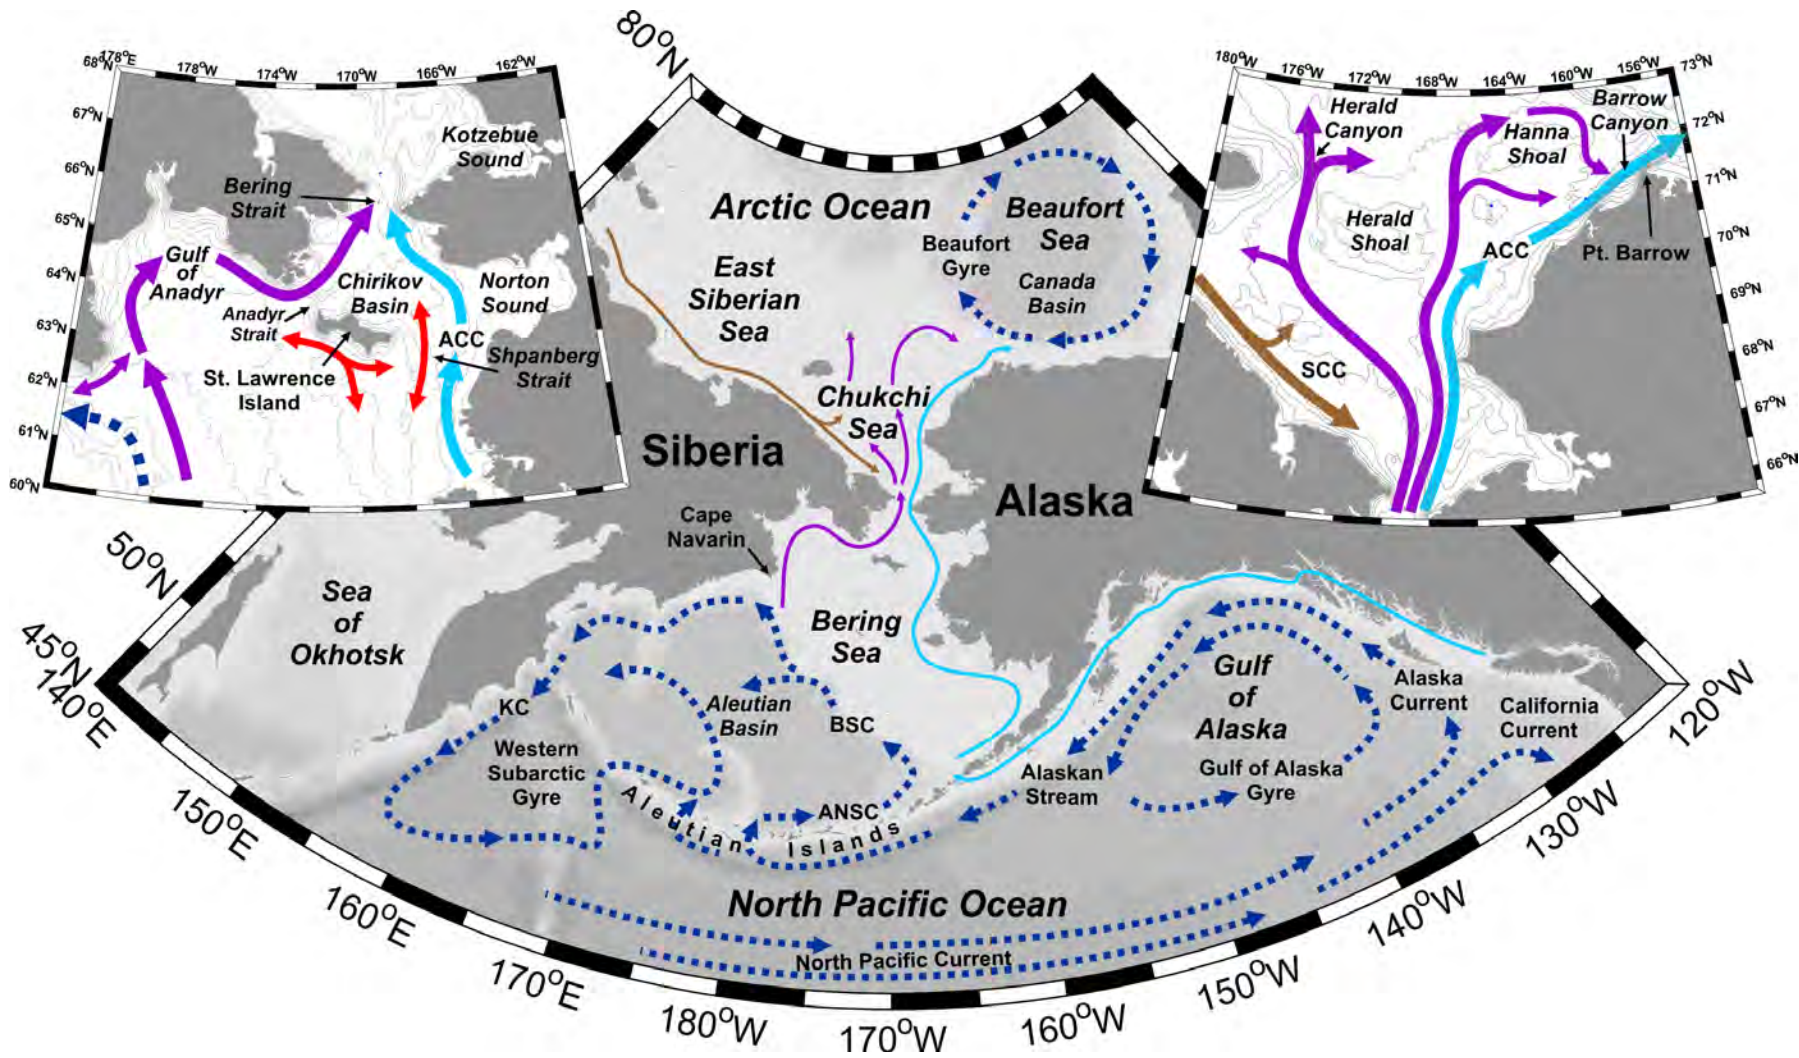 178°E
178°W
174°W
170°W
166°W
162°W
68°N
67°N
66°N
65°N
64°N
63°N
62°N
61°N
60°N
Kotzebue
Sound
Bering
Strait
Gulf
of
Anadyr
Chirikov
Basin
Norton
Sound
Anadyr
Strait
ACC
Shpanberg
Strait
St. Lawrence
Island
180°W
176°W
172°W
168°W
164°W
160°W
156°W
73°N
72°N
71°N
70°N
69°N
68°N
67°N
66°N
Herald
Canyon
Hanna
Shoal
Barrow
Canyon
Herald
Shoal
ACC
Pt. Barrow
SCC
80°N
Arctic Ocean
Beaufort
Sea
Beaufort
Gyre
Canada
Basin
East
Siberian
Sea
Chukchi
Sea
Siberia
Alaska
Cape
Navarin
50°N
45°N
Sea
of
Okhotsk
Bering
Sea
Aleutian
Basin
KC
BSC
Western
Subarctic
Gyre
ANSC
Aleutian Islands
Gulf
of
Alaska
Alaska
Current
California
Current
Alaskan
Stream
Gulf of Alaska
Gyre
North Pacific Ocean
North Pacific Current
140°E
150°E
160°E
170°E
180°W
170°W
160°W
150°W
140°W
130°W
120°W